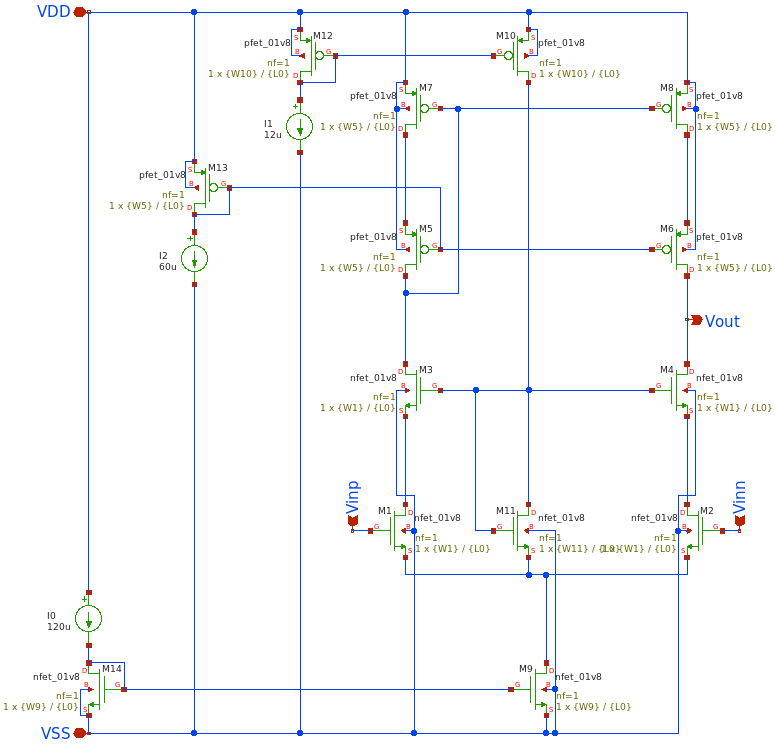 VDD
M12
S
pfet_01v8
B
G
nf=1
1 x {W10} / {L0}
D
M10
S
pfet_01v8
G
B
nf=1
1 x {W10} / {L0}
D
I1
12u
+
M7
S
pfet_01v8
B
G
nf=1
1 x {W5} / {L0}
D
M8
S
pfet_01v8
G
B
nf=1
1 x {W5} / {L0}
D
M13
S
pfet_01v8
B
G
nf=1
1 x {W5} / {L0}
D
I2
60u
+
M5
S
pfet_01v8
B
G
nf=1
1 x {W5} / {L0}
D
M6
S
pfet_01v8
G
B
nf=1
1 x {W5} / {L0}
D
Vout
M3
D
nfet_01v8
B
G
nf=1
1 x {W1} / {L0}
S
M4
D
nfet_01v8
G
B
nf=1
1 x {W1} / {L0}
S
Vinp
Vinn
M1
D
nfet_01v8
G
B
nf=1
1 x {W1} / {L0}
S
M11
D
nfet_01v8
G
B
nf=1
1 x {W11} / {L0}
S
M2
D
nfet_01v8
B
G
nf=1
1 x {W1} / {L0}
S
I0
120u
+
M14
D
nfet_01v8
B
G
nf=1
1 x {W9} / {L0}
S
M9
D
nfet_01v8
G
B
nf=1
1 x {W9} / {L0}
S
VSS